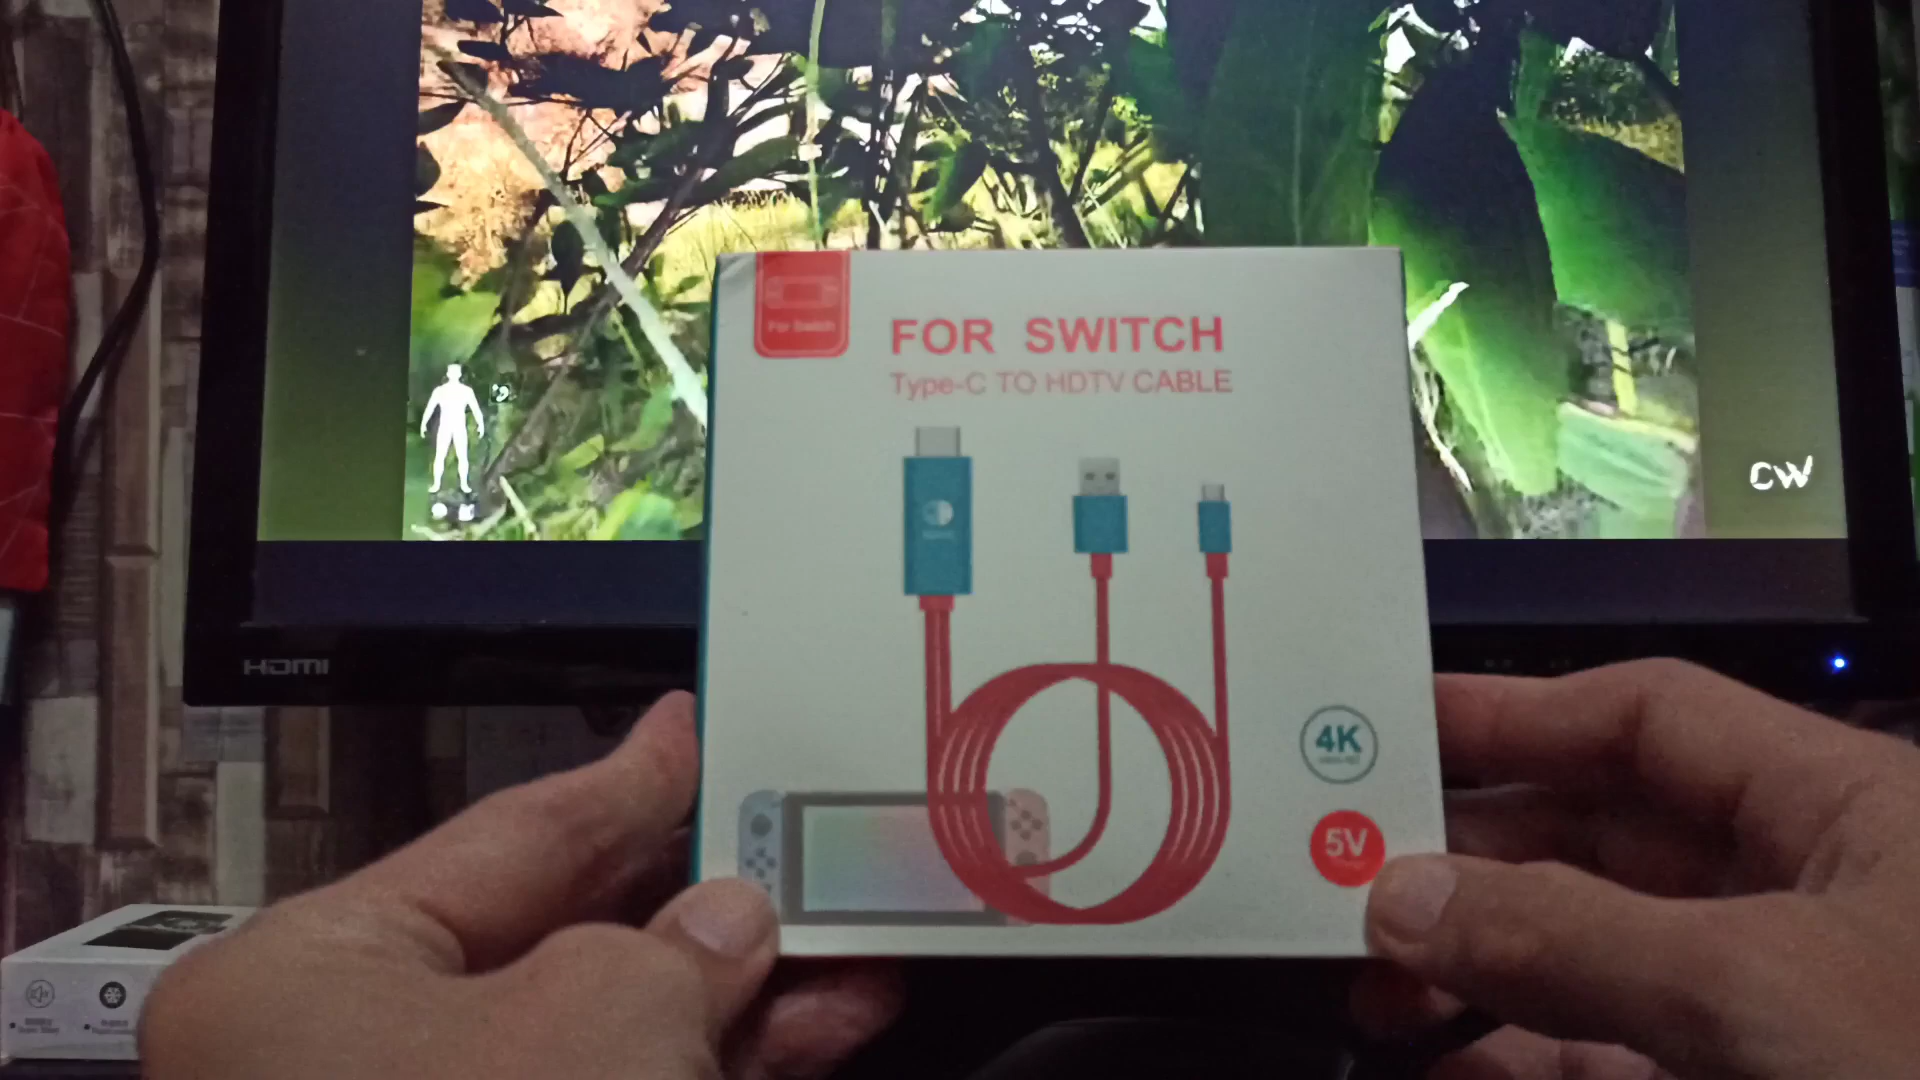 For Switch
FOR SWITCH
Type-C TO HDTV CABLE
4K
5V
HDMI
CW